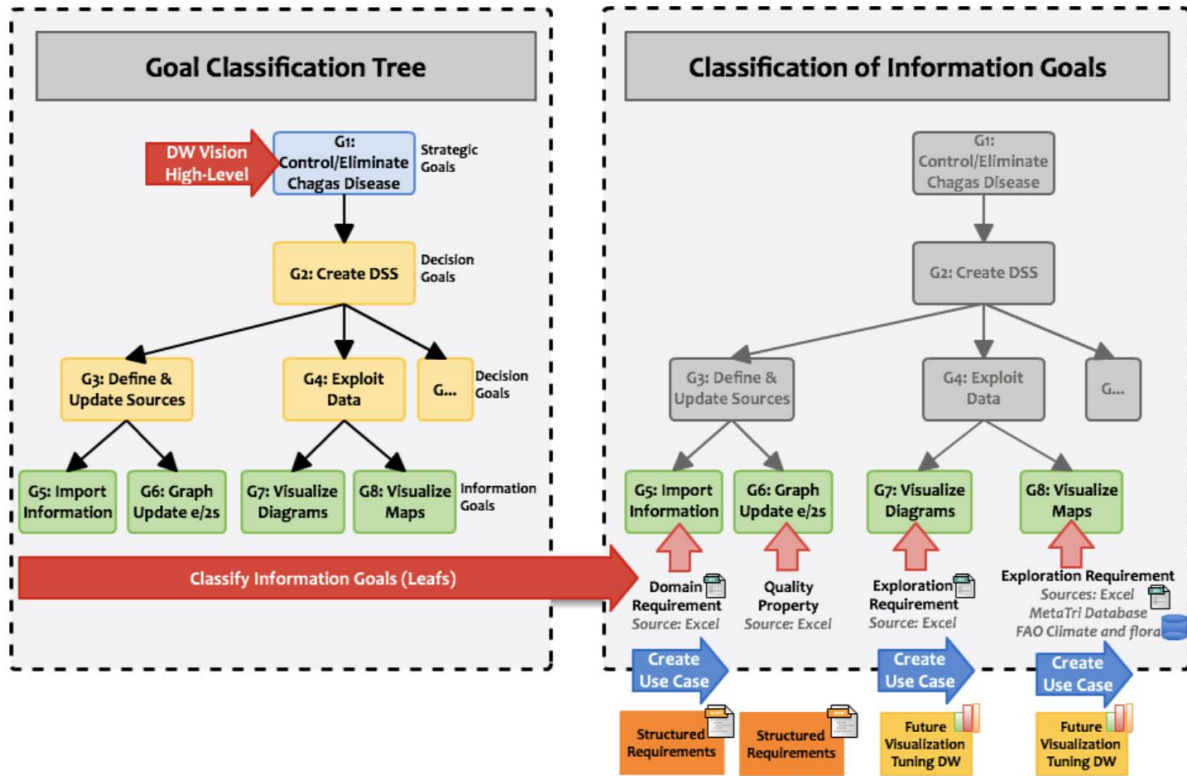 Goal Classification Tree
DW Vision
High-Level
G1:
Control/Eliminate
Chagas Disease
Strategic
Goals
G2: Create DSS
Decision
Goals
G3: Define &
Update Sources
G4: Exploit
Data
G...
Decision
Goals
G5: Import
Information
G6: Graph
Update e/2s
G7: Visualize
Diagrams
G8: Visualize
Maps
Information
Goals
Classify Information Goals (Leafs)
Classification of Information Goals
G1:
Control/Eliminate
Chagas Disease
G2: Create DSS
G3: Define &
Update Sources
G4: Exploit
Data
G...
G5: Import
Information
G6: Graph
Update e/2s
G7: Visualize
Diagrams
G8: Visualize
Maps
Domain
Requirement
Source: Excel
Quality
Property
Source: Excel
Exploration
Requirement
Source: Excel
Exploration Requirement
Sources: Excel
MetaTri Database
FAO Climate and flora
Create
Use Case
Create
Use Case
Create
Use Case
Structured
Requirements
Structured
Requirements
Future
Visualization
Tuning DW
Future
Visualization
Tuning DW